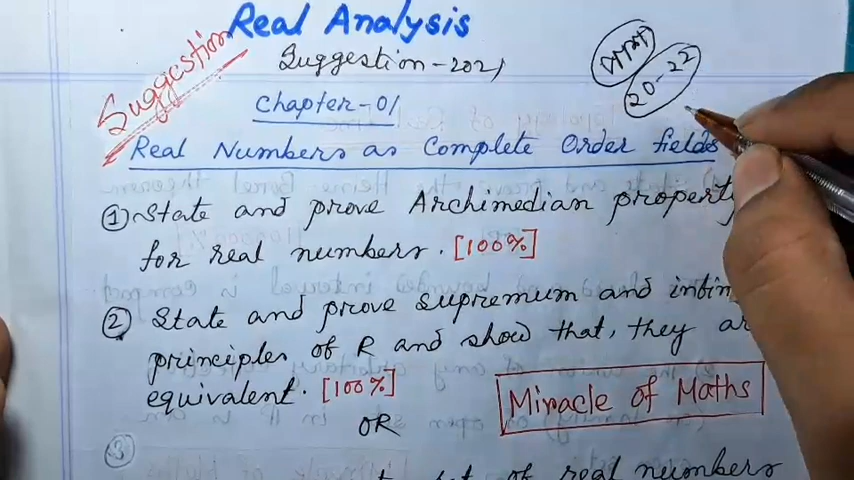 Real Analysis
Suggestion
Suggestion-2021
20-22
Chapter-01
Real Numbers as Complete Order fields
① State and prove Archimedian property
for real numbers. [100%]
② State and prove supremum and infim
principles of R and show that, they ar
equivalent. [100%]
Miracle of Maths
OR
③
set of real numbers